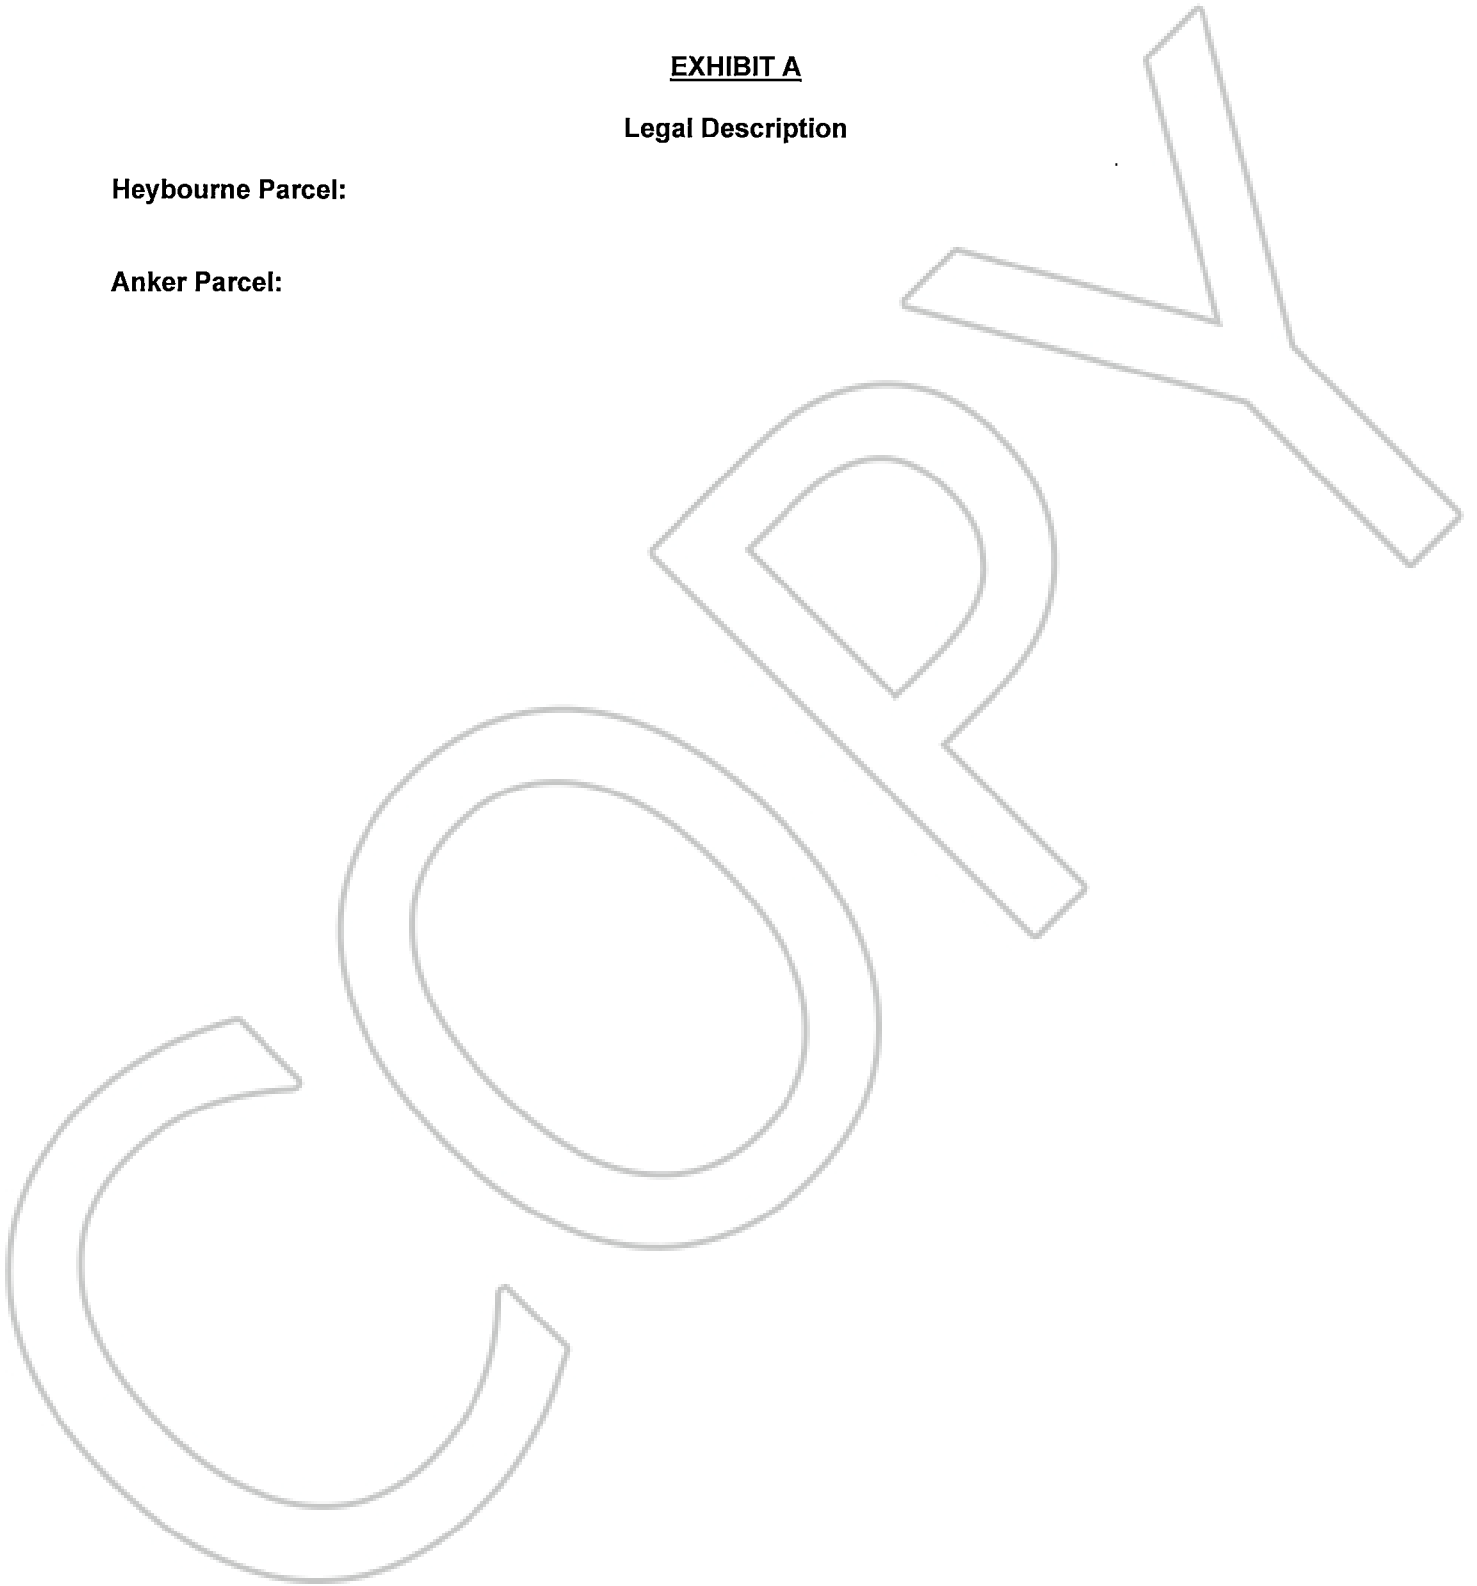 EXHIBIT A
Legal Description
Heybourne Parcel:
Anker Parcel:
COPY